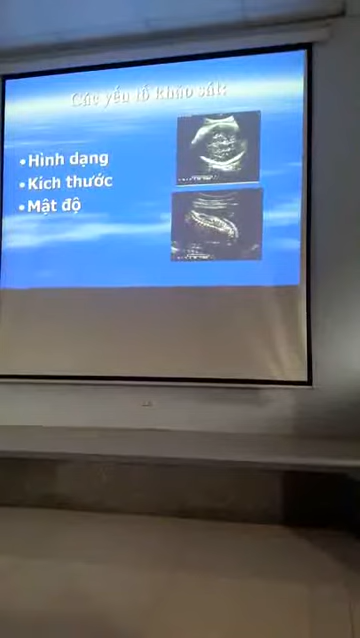 Các yếu tố khảo sát:
• Hình dạng
• Kích thước
• Mật độ